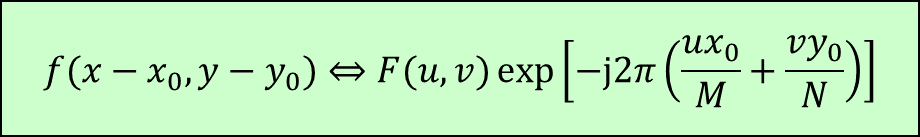 f(x − x₀, y − y₀) ⇔ F(u, v) exp [−j2π (ux₀/M + vy₀/N)]